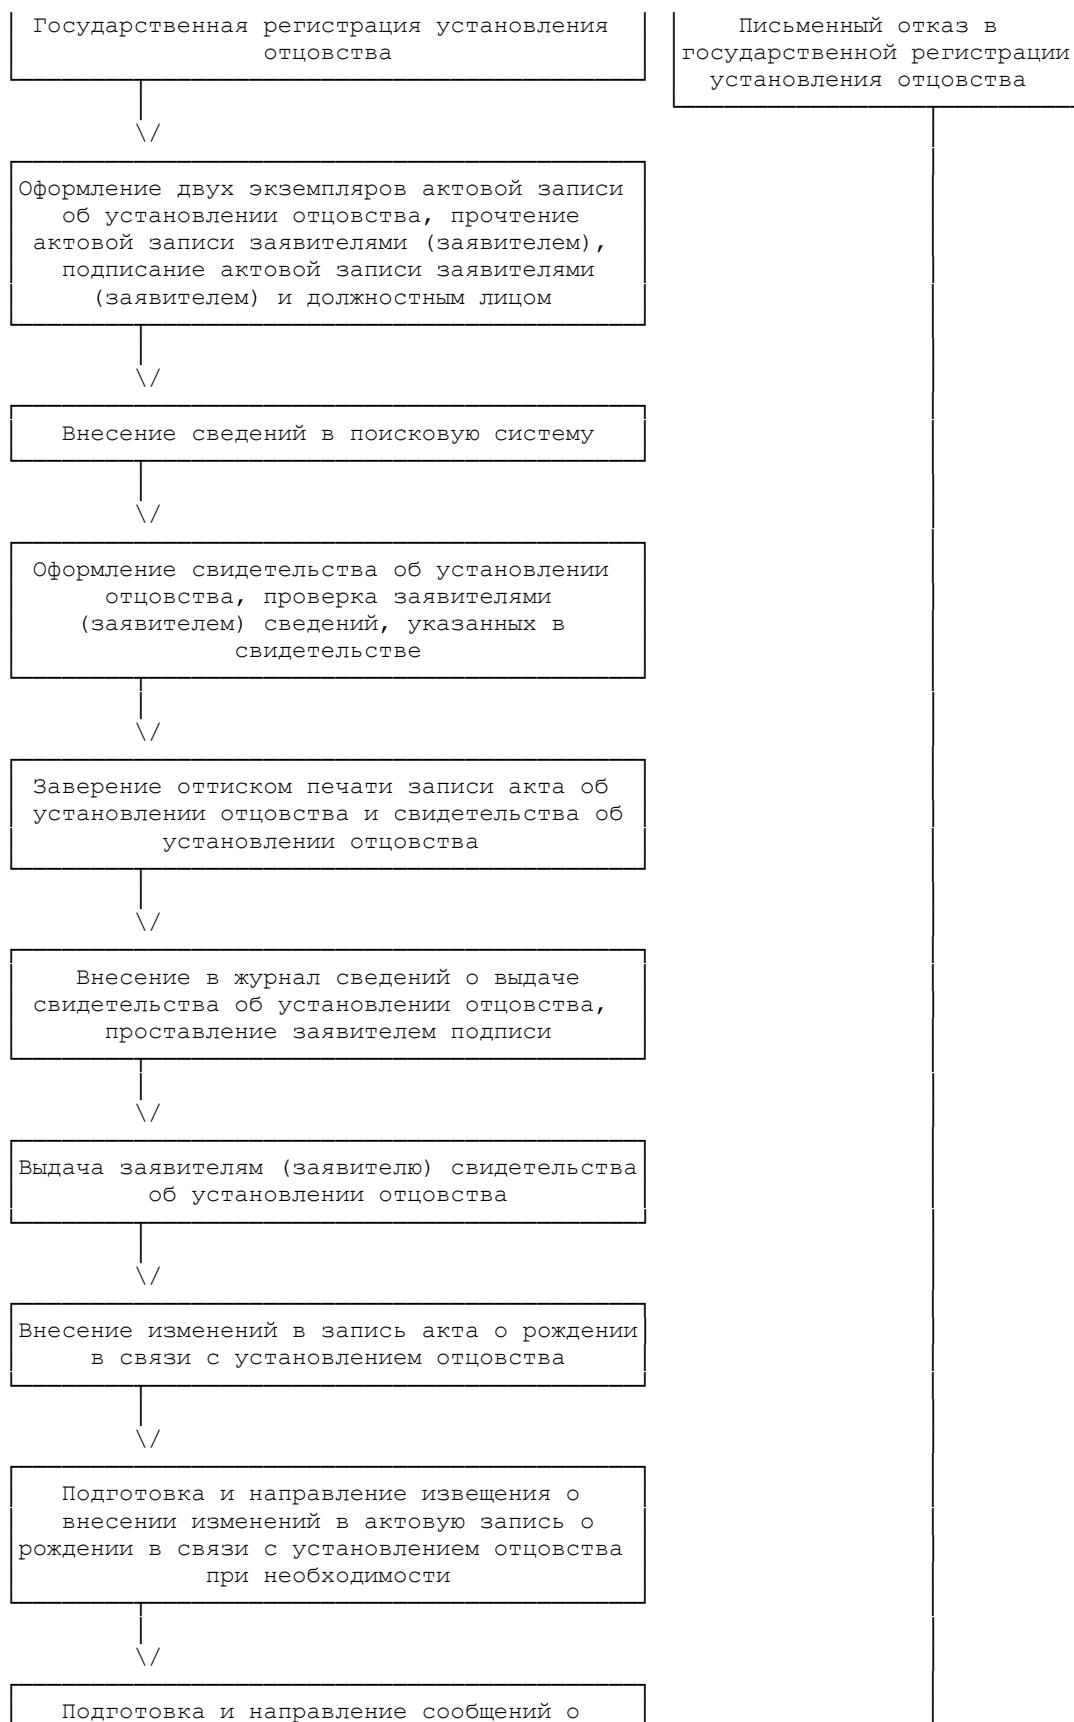 Государственная регистрация установления
отцовства
Письменный отказ в
государственной регистрации
установления отцовства
Оформление двух экземпляров актовой записи
об установлении отцовства, прочтение
актовой записи заявителями (заявителем),
подписание актовой записи заявителями
(заявителем) и должностным лицом
Внесение сведений в поисковую систему
Оформление свидетельства об установлении
отцовства, проверка заявителями
(заявителем) сведений, указанных в
свидетельстве
Заверение оттиском печати записи акта об
установлении отцовства и свидетельства об
установлении отцовства
Внесение в журнал сведений о выдаче
свидетельства об установлении отцовства,
проставление заявителем подписи
Выдача заявителям (заявителю) свидетельства
об установлении отцовства
Внесение изменений в запись акта о рождении
в связи с установлением отцовства
Подготовка и направление извещения о
внесении изменений в актовую запись о
рождении в связи с установлением отцовства
при необходимости
Подготовка и направление сообщений о